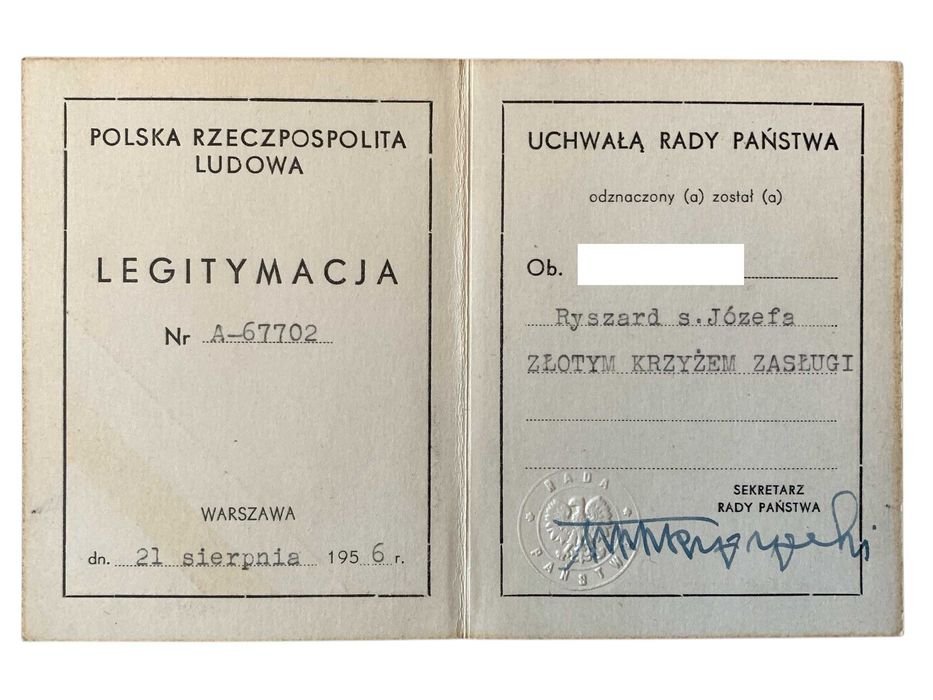 POLSKA RZECZPOSPOLITA
LUDOWA
LEGITYMACJA
Nr A-67702
WARSZAWA
dn. 21 sierpnia 1956 r.
UCHWAŁĄ RADY PAŃSTWA
odznaczony (a) został (a)
Ob.
Ryszard s.Józefa
ZŁOTYM KRZYŻEM ZASŁUGI
SEKRETARZ
RADY PAŃSTWA
RADA
PAŃSTWA